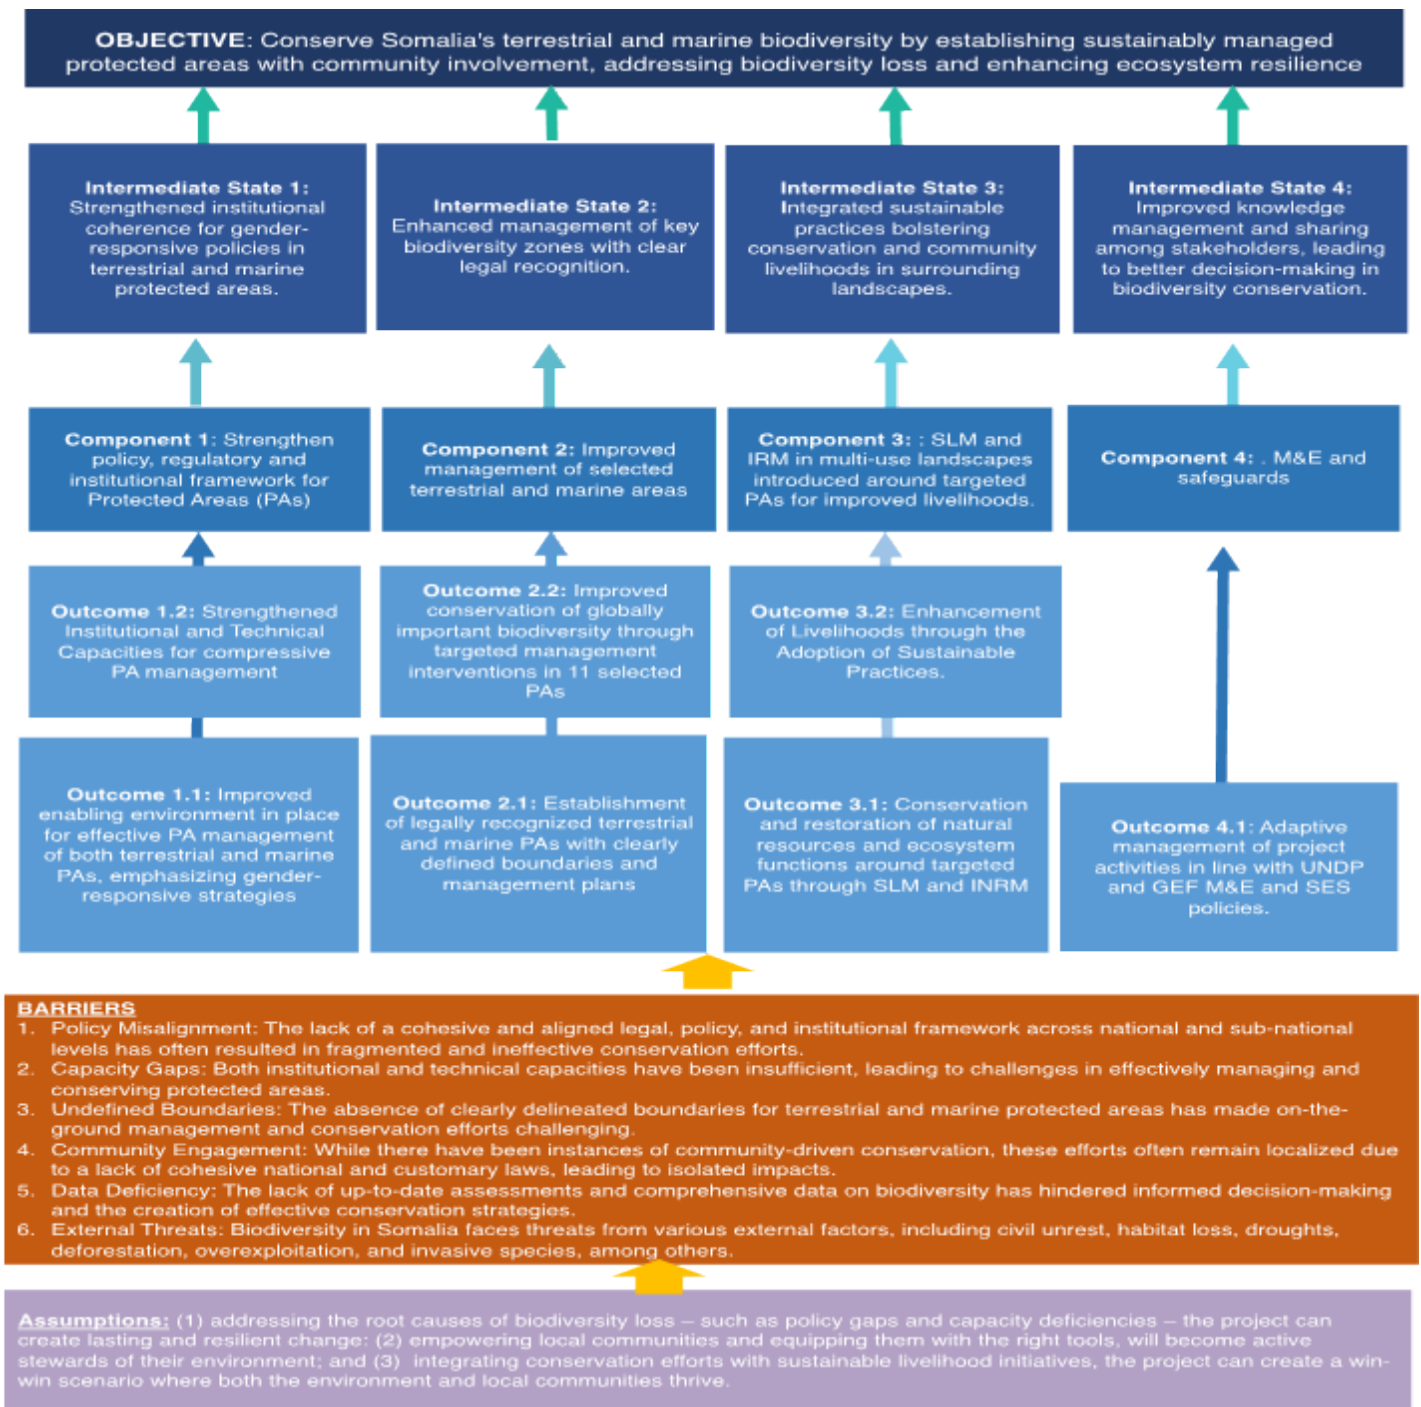 OBJECTIVE: Conserve Somalia's terrestrial and marine biodiversity by establishing sustainably managed
protected areas with community involvement, addressing biodiversity loss and enhancing ecosystem resilience
Intermediate State 1:
Strengthened institutional
coherence for gender-
responsive policies in
terrestrial and marine
protected areas.
Intermediate State 2:
Enhanced management of key
biodiversity zones with clear
legal recognition.
Intermediate State 3:
Integrated sustainable
practices bolstering
conservation and community
livelihoods in surrounding
landscapes.
Intermediate State 4:
Improved knowledge
management and sharing
among stakeholders, leading
to better decision-making in
biodiversity conservation.
Component 1: Strengthen
policy, regulatory and
institutional framework for
Protected Areas (PAs)
Component 2: Improved
management of selected
terrestrial and marine areas
Component 3: : SLM and
IRM in multi-use landscapes
introduced around targeted
PAs for improved livelihoods.
Component 4: . M&E and
safeguards
Outcome 1.2: Strengthened
Institutional and Technical
Capacities for compressive
PA management
Outcome 2.2: Improved
conservation of globally
important biodiversity through
targeted management
interventions in 11 selected
PAs
Outcome 3.2: Enhancement
of Livelihoods through the
Adoption of Sustainable
Practices.
Outcome 1.1: Improved
enabling environment in place
for effective PA management
of both terrestrial and marine
PAs, emphasizing gender-
responsive strategies
Outcome 2.1: Establishment
of legally recognized terrestrial
and marine PAs with clearly
defined boundaries and
management plans
Outcome 3.1: Conservation
and restoration of natural
resources and ecosystem
functions around targeted
PAs through SLM and INRM
Outcome 4.1: Adaptive
management of project
activities in line with UNDP
and GEF M&E and SES
policies.
BARRIERS
1. Policy Misalignment: The lack of a cohesive and aligned legal, policy, and institutional framework across national and sub-national
levels has often resulted in fragmented and ineffective conservation efforts.
2. Capacity Gaps: Both institutional and technical capacities have been insufficient, leading to challenges in effectively managing and
conserving protected areas.
3. Undefined Boundaries: The absence of clearly delineated boundaries for terrestrial and marine protected areas has made on-the-
ground management and conservation efforts challenging.
4. Community Engagement: While there have been instances of community-driven conservation, these efforts often remain localized due
to a lack of cohesive national and customary laws, leading to isolated impacts.
5. Data Deficiency: The lack of up-to-date assessments and comprehensive data on biodiversity has hindered informed decision-making
and the creation of effective conservation strategies.
6. External Threats: Biodiversity in Somalia faces threats from various external factors, including civil unrest, habitat loss, droughts,
deforestation, overexploitation, and invasive species, among others.
Assumptions: (1) addressing the root causes of biodiversity loss – such as policy gaps and capacity deficiencies – the project can
create lasting and resilient change: (2) empowering local communities and equipping them with the right tools, will become active
stewards of their environment; and (3) integrating conservation efforts with sustainable livelihood initiatives, the project can create a win-
win scenario where both the environment and local communities thrive.